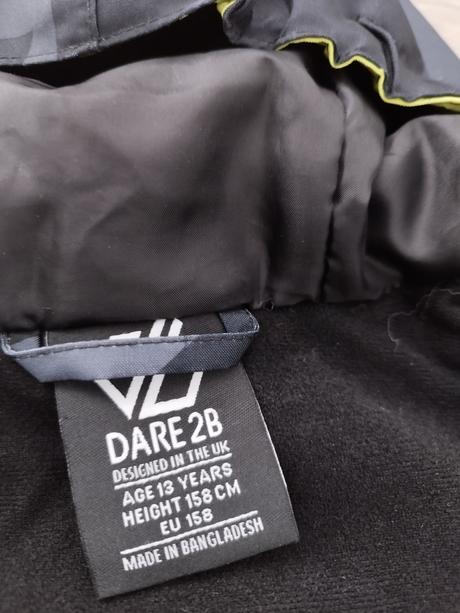 DARE 2B
DESIGNED IN THE UK
AGE 13 YEARS
HEIGHT 158 CM
EU 158
MADE IN BANGLADESH